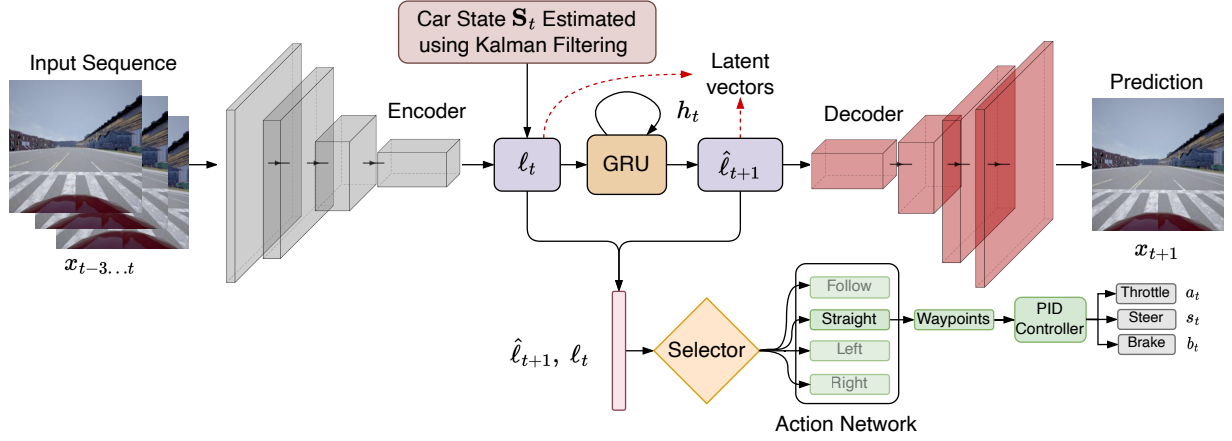 Car State S_t Estimated
using Kalman Filtering
Input Sequence
Encoder
Latent
vectors
Decoder
Prediction
ℓ_t
GRU
h_t
ℓ̂_{t+1}
x_{t−3…t}
x_{t+1}
ℓ̂_{t+1}, ℓ_t
Selector
Follow
Straight
Left
Right
Action Network
Waypoints
PID
Controller
Throttle a_t
Steer s_t
Brake b_t